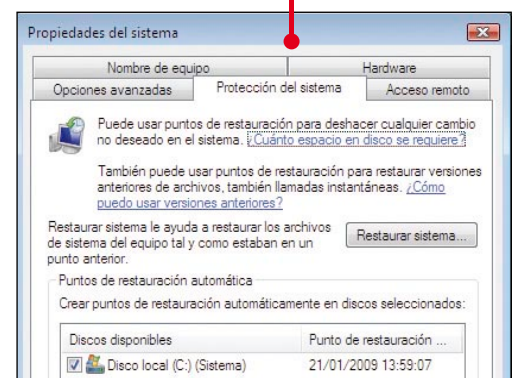 Propiedades del sistema
Nombre de equipo
Hardware
Opciones avanzadas
Protección del sistema
Acceso remoto
Puede usar puntos de restauración para deshacer cualquier cambio
no deseado en el sistema. ¿Cuánto espacio en disco se requiere?
También puede usar puntos de restauración para restaurar versiones
anteriores de archivos, también llamadas instantáneas. ¿Cómo
puedo usar versiones anteriores?
Restaurar sistema le ayuda a restaurar los archivos
de sistema del equipo tal y como estaban en un
punto anterior.
Restaurar sistema...
Puntos de restauración automática
Crear puntos de restauración automáticamente en discos seleccionados:
Discos disponibles
Punto de restauración ...
Disco local (C:) (Sistema)
21/01/2009 13:59:07